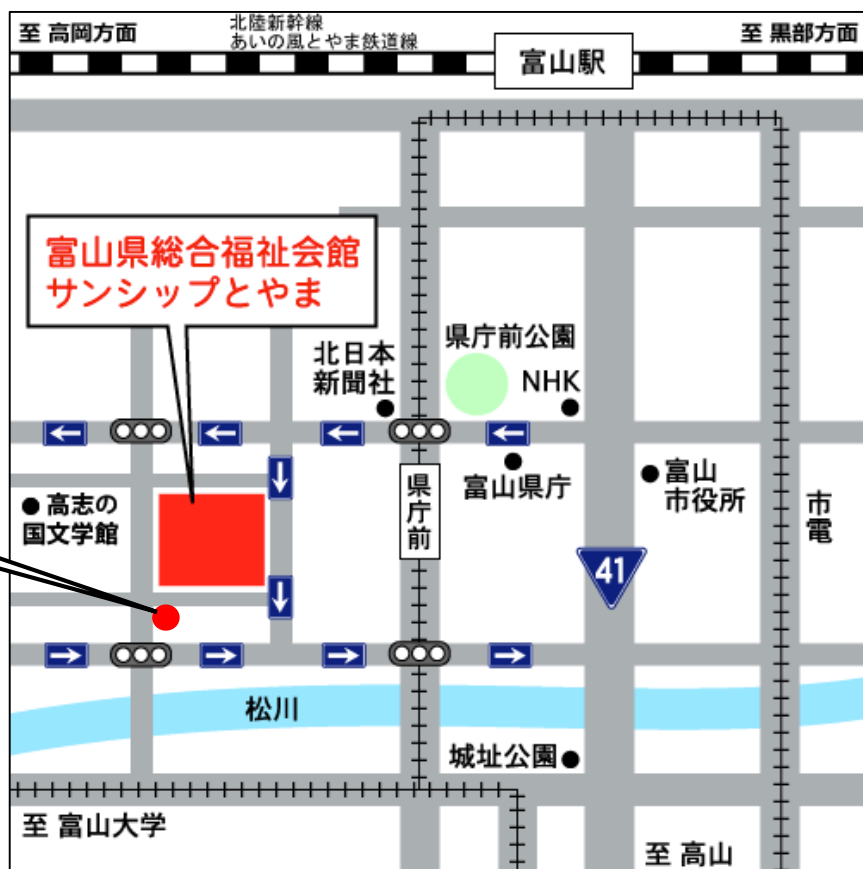 至 高岡方面
北陸新幹線
あいの風とやま鉄道線
富山駅
至 黒部方面
富山県総合福祉会館
サンシップとやま
北日本
新聞社
県庁前公園
NHK
富山県庁
富山
市役所
県庁前
高志の
国文学館
市電
41
松川
城址公園
至 富山大学
至 高山